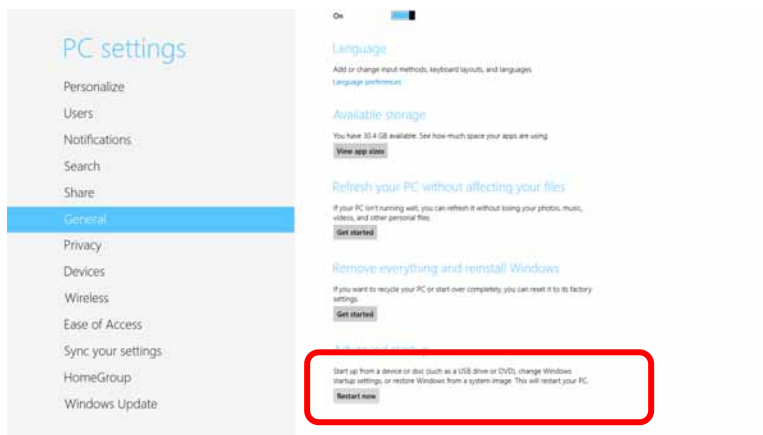 PC settings
Personalize
Users
Notifications
Search
Share
General
Privacy
Devices
Wireless
Ease of Access
Sync your settings
HomeGroup
Windows Update
On
Language
Add or change input methods, keyboard layouts, and languages.
Language preferences
Available storage
You have 30.4 GB available. See how much space your apps are using.
View app sizes
Refresh your PC without affecting your files
If your PC isn't running well, you can refresh it without losing your photos, music,
videos, and other personal files.
Get started
Remove everything and reinstall Windows
If you want to recycle your PC or start over completely, you can reset it to its factory
settings.
Get started
Advanced startup
Start up from a device or disc (such as a USB drive or DVD), change Windows
startup settings, or restore Windows from a system image. This will restart your PC.
Restart now